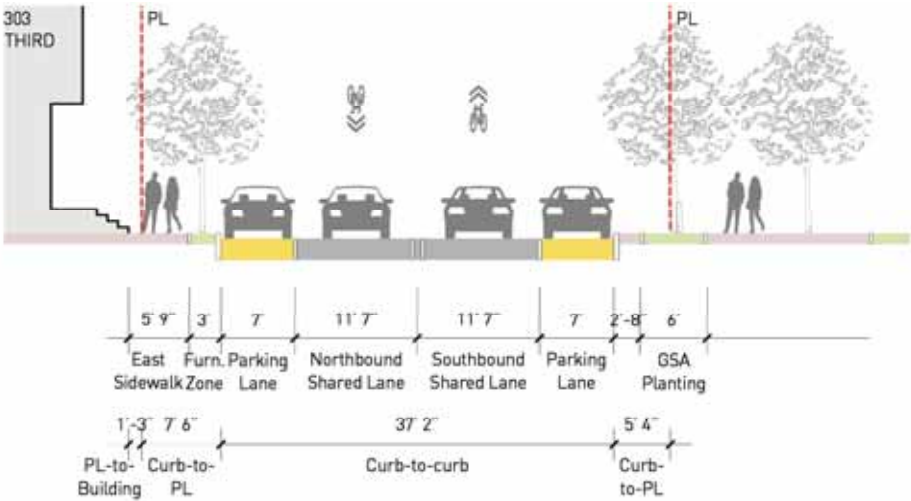 303
THIRD
PL
PL
5' 9" 3' 7' 11' 7" 11' 7" 7' 2'-8" 6'
East Furn. Parking Northbound Southbound Parking GSA
Sidewalk Zone Lane Shared Lane Shared Lane Lane Planting
1'-3" 7' 6" 37' 2" 5' 4"
PL-to- Curb-to- Curb-to-curb Curb-
Building PL to-PL